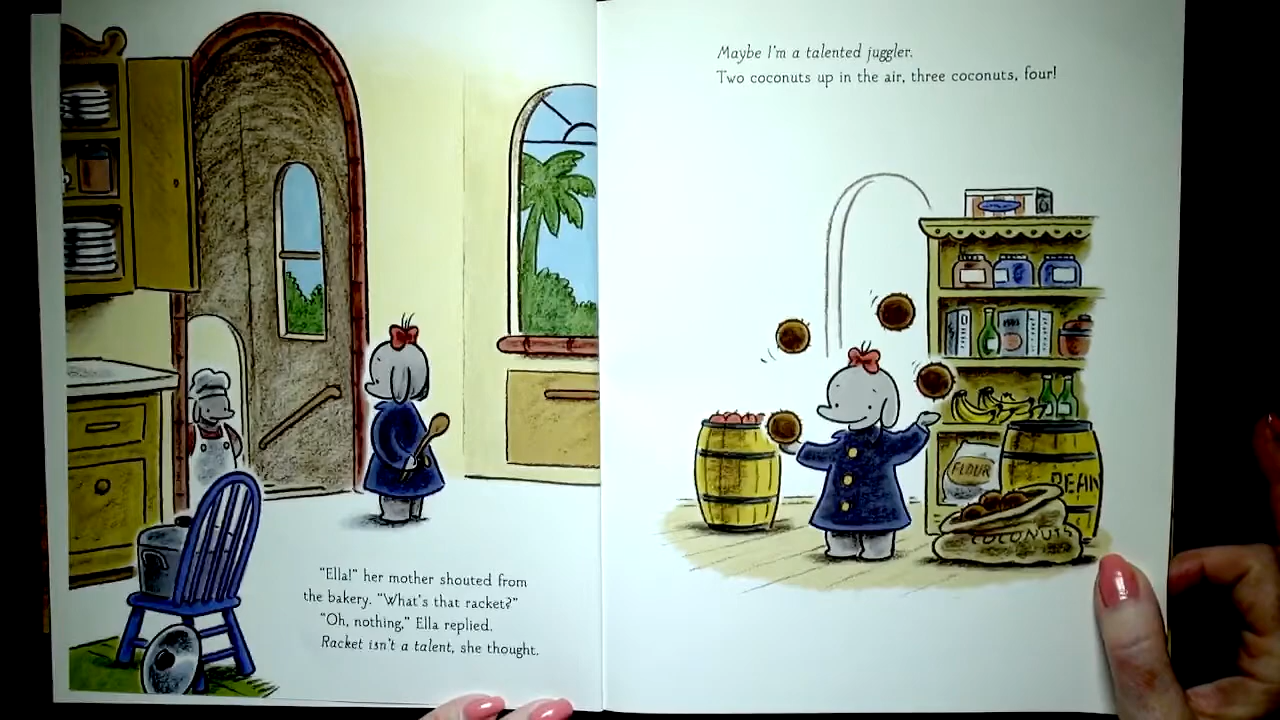 "Ella!" her mother shouted from
the bakery. "What's that racket?"
"Oh, nothing," Ella replied.
Racket isn't a talent, she thought.
Maybe I'm a talented juggler.
Two coconuts up in the air, three coconuts, four!
FLOUR
BEAN
COCONUTS